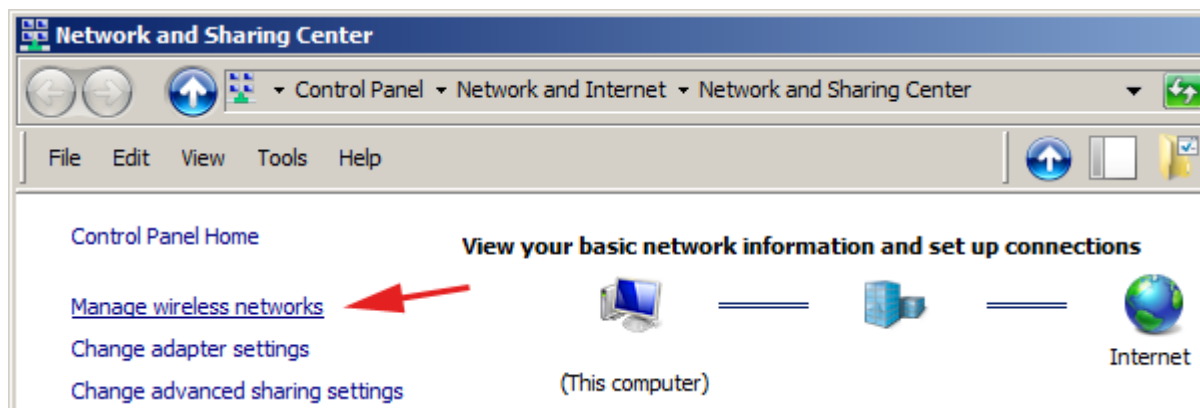 Network and Sharing Center
Control Panel Network and Internet Network and Sharing Center
File Edit View Tools Help
Control Panel Home
Manage wireless networks
Change adapter settings
Change advanced sharing settings
View your basic network information and set up connections
(This computer)
Internet